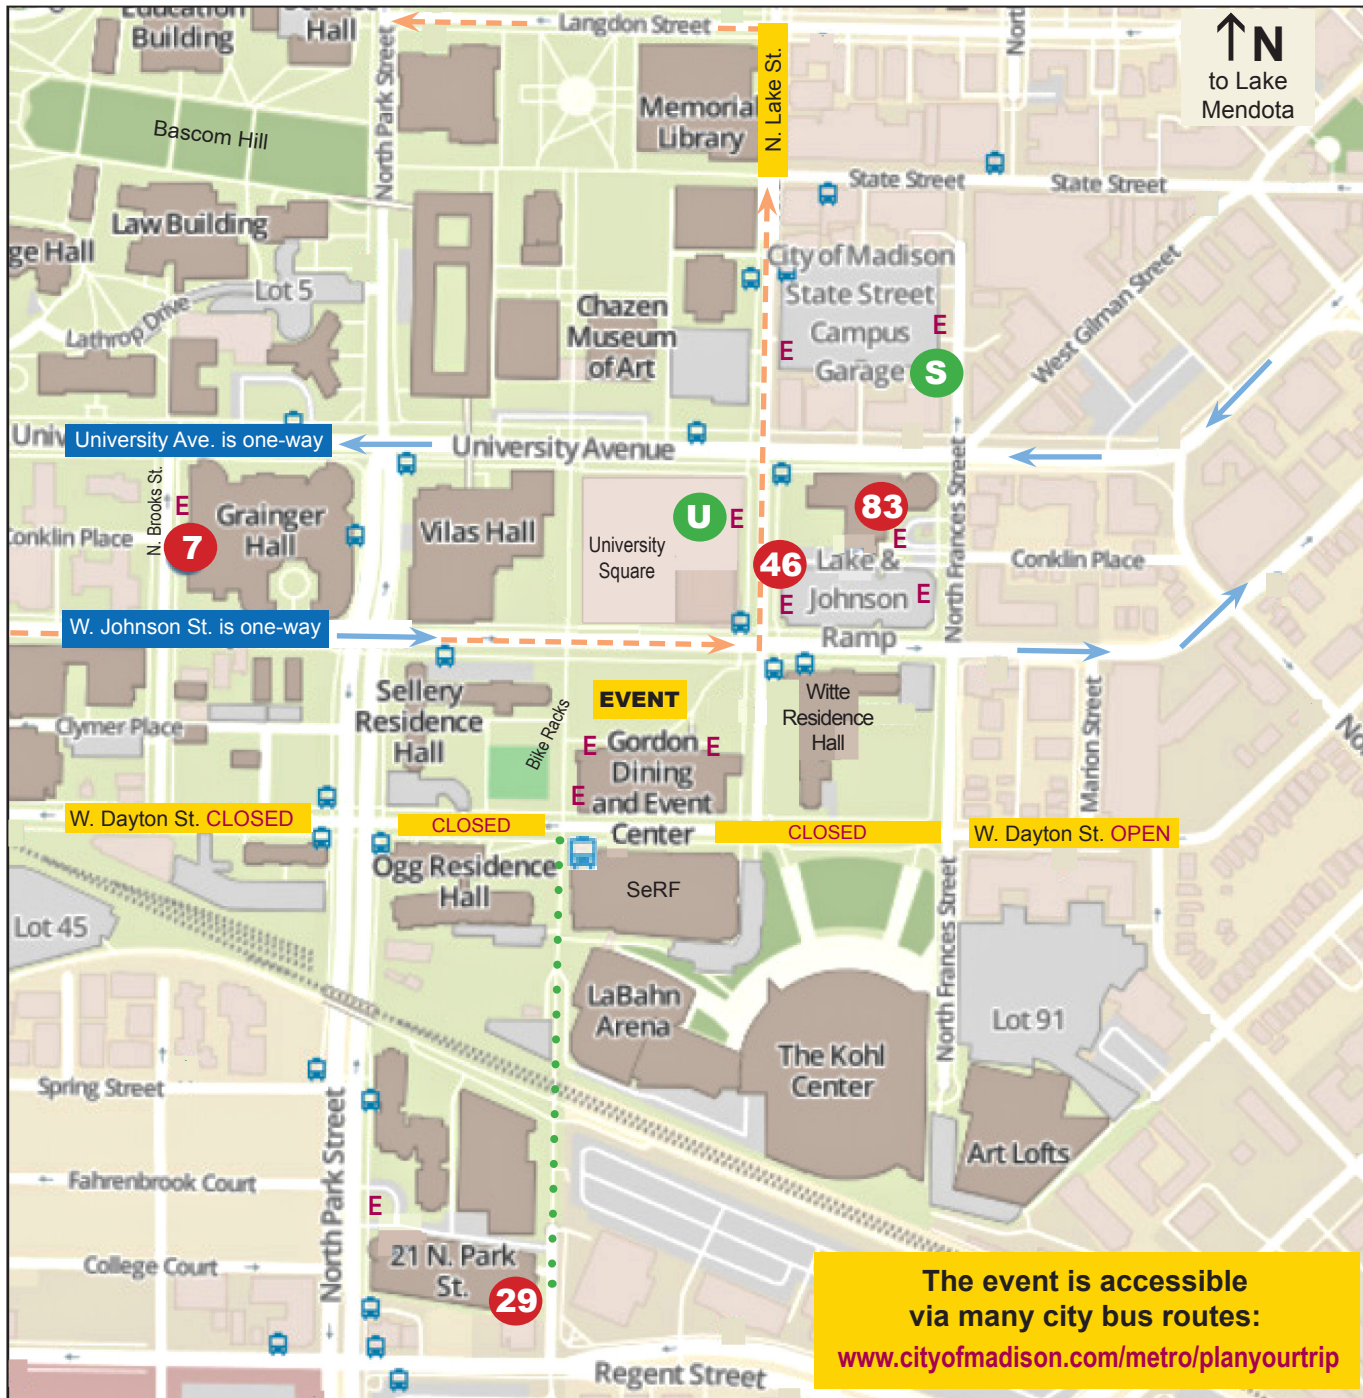 Education
Building
Science
Hall
Langdon Street
North
N
to Lake
Mendota
Bascom Hill
North Park Street
Memorial
Library
N. Lake St.
State Street
State Street
Law Building
ge Hall
Lot 5
Lathrop Drive
Chazen
Museum
of Art
City of Madison
State Street
Campus
Garage
E
E
S
West Gilman Street
Univ
University Ave. is one-way
University Avenue
N. Brooks St.
E
Grainger
Hall
Conklin Place
7
Vilas Hall
U
E
University
Square
83
E
46
Lake &
Johnson
Ramp
E
E
North Frances Street
Conklin Place
W. Johnson St. is one-way
Sellery
Residence
Hall
Clymer Place
Bike Racks
EVENT
E
Gordon
Dining
and Event
Center
E
E
Witte
Residence
Hall
Marion Street
No
W. Dayton St. CLOSED
CLOSED
CLOSED
W. Dayton St. OPEN
Ogg Residence
Hall
SeRF
Lot 45
LaBahn
Arena
The Kohl
Center
North Frances Street
Lot 91
Art Lofts
Spring Street
North Park Street
Fahrenbrook Court
E
College Court
21 N. Park
St.
29
Regent Street
The event is accessible
via many city bus routes:
www.cityofmadison.com/metro/planyourtrip